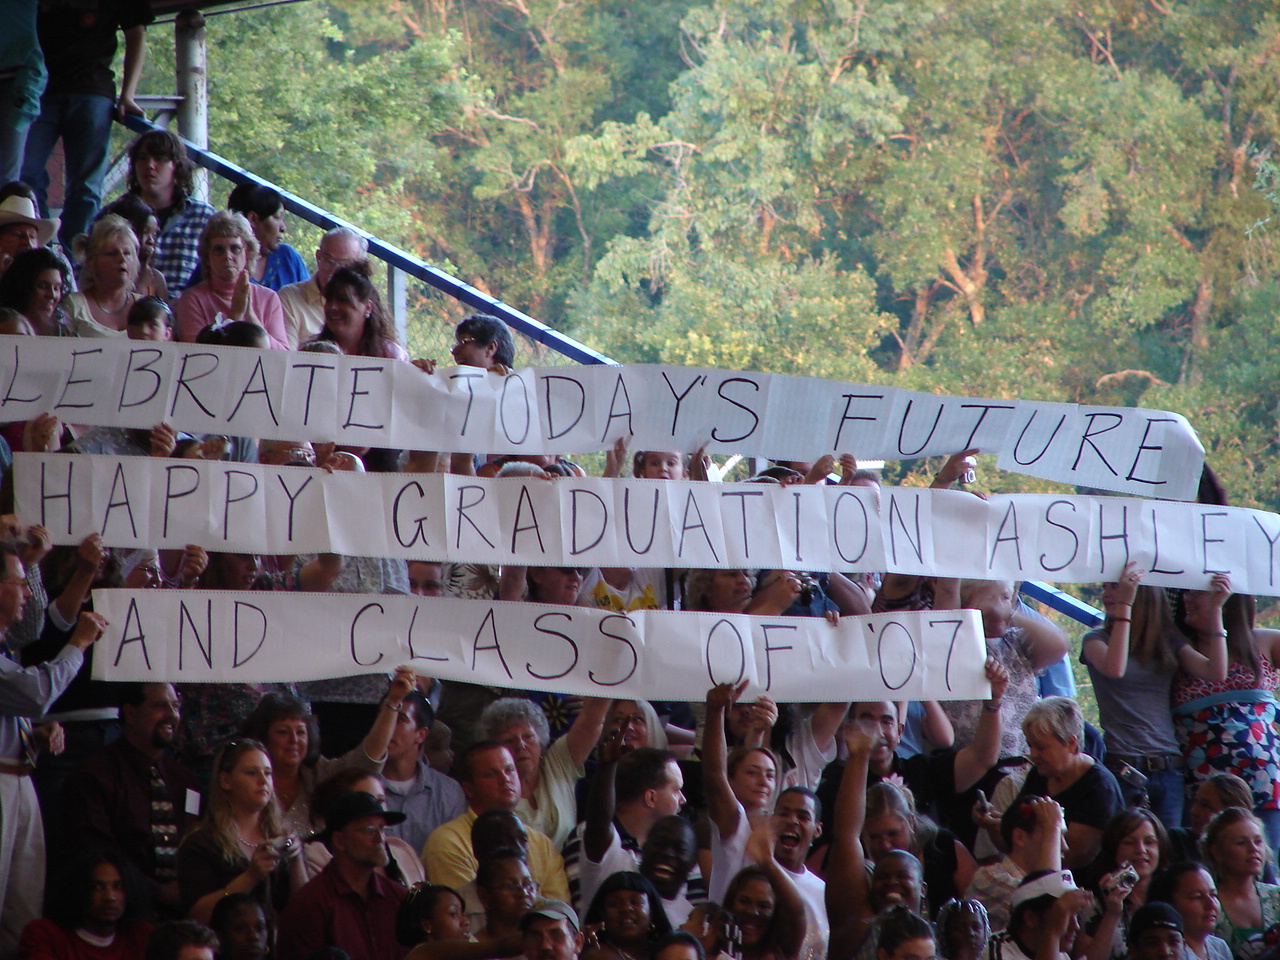 LEBRATE TODAY'S FUTURE
HAPPY GRADUATION ASHLEY
AND CLASS OF '07